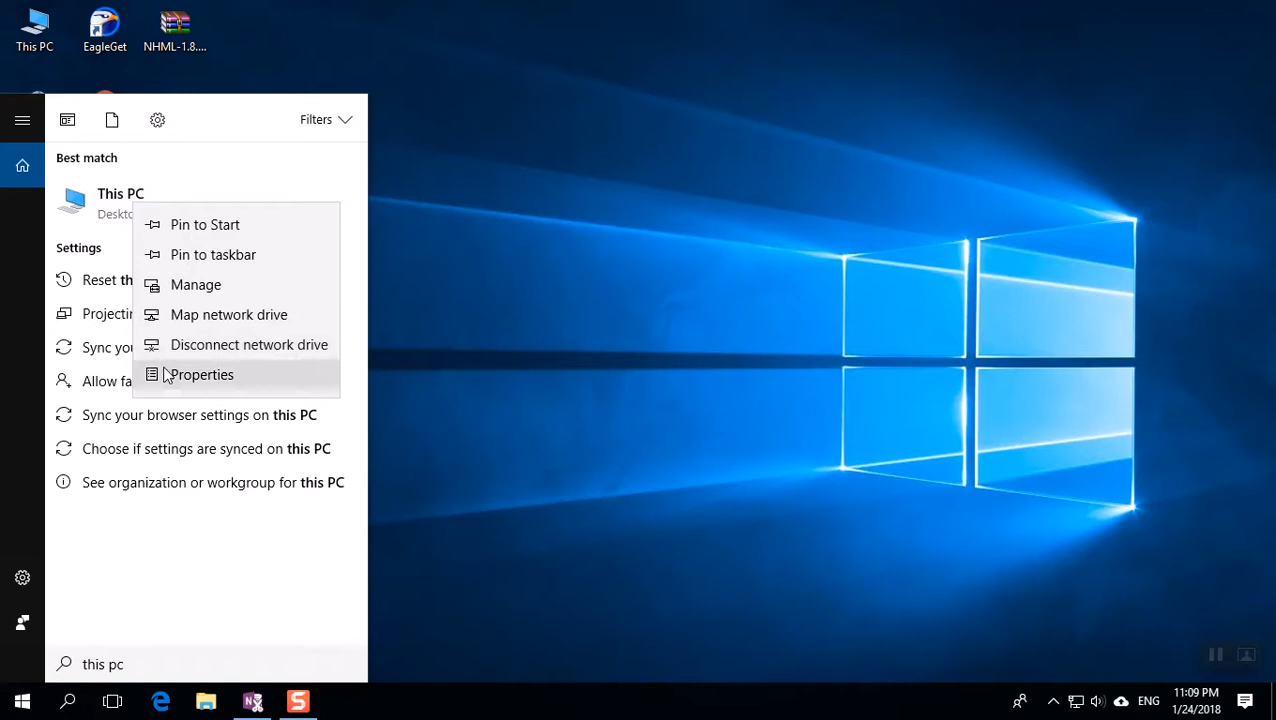 This PC
EagleGet
NHML-1.8....
Filters
Best match
This PC
Deskto
Pin to Start
Settings
Pin to taskbar
Reset th
Manage
Projectin
Map network drive
Sync you
Disconnect network drive
Allow fa
Properties
Sync your browser settings on this PC
Choose if settings are synced on this PC
See organization or workgroup for this PC
this pc
N
S
ENG
11:09 PM
1/24/2018